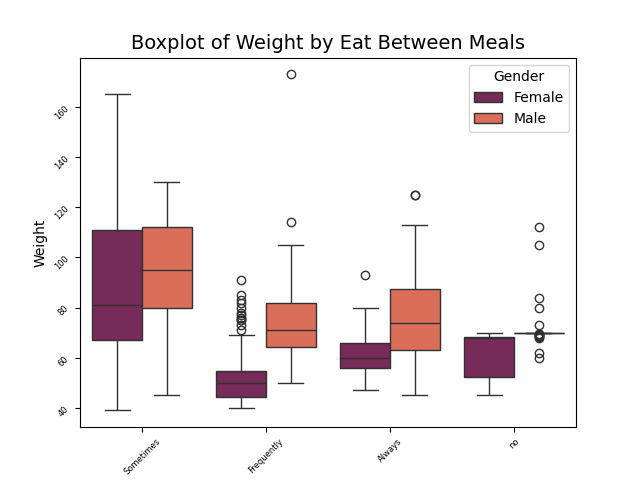 Boxplot of Weight by Eat Between Meals
Gender
Female
Male
Weight
160
140
120
100
80
60
40
Sometimes
Frequently
Always
no